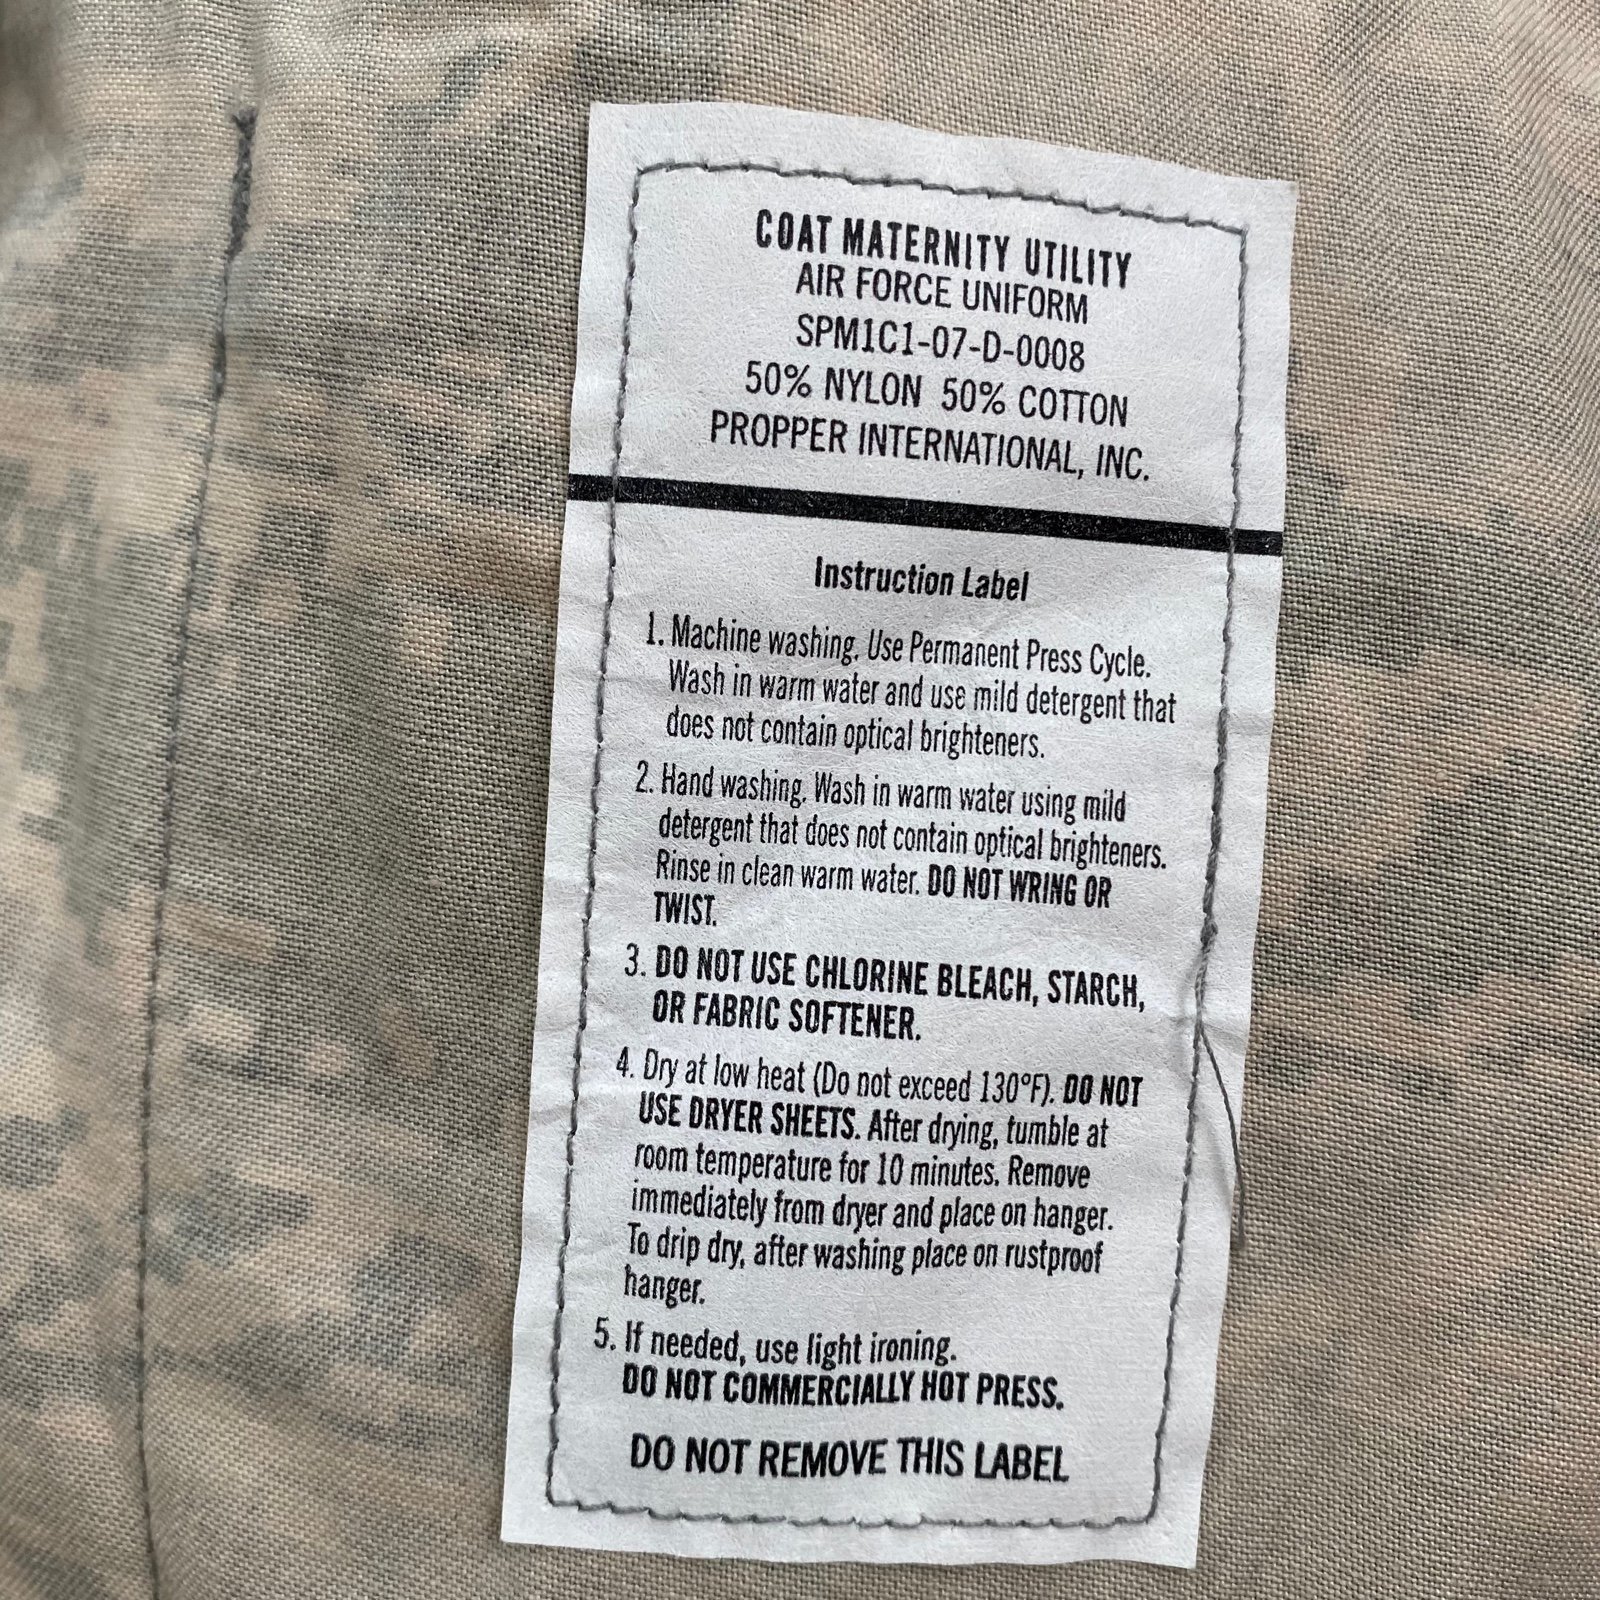 COAT MATERNITY UTILITY
AIR FORCE UNIFORM
SPM1C1-07-D-0008
50% NYLON 50% COTTON
PROPPER INTERNATIONAL, INC.
Instruction Label
1. Machine washing. Use Permanent Press Cycle.
Wash in warm water and use mild detergent that
does not contain optical brighteners.
2. Hand washing. Wash in warm water using mild
detergent that does not contain optical brighteners.
Rinse in clean warm water. DO NOT WRING OR
TWIST.
3. DO NOT USE CHLORINE BLEACH, STARCH,
OR FABRIC SOFTENER.
4. Dry at low heat (Do not exceed 130°F). DO NOT
USE DRYER SHEETS. After drying, tumble at
room temperature for 10 minutes. Remove
immediately from dryer and place on hanger.
To drip dry, after washing place on rustproof
hanger.
5. If needed, use light ironing.
DO NOT COMMERCIALLY HOT PRESS.
DO NOT REMOVE THIS LABEL